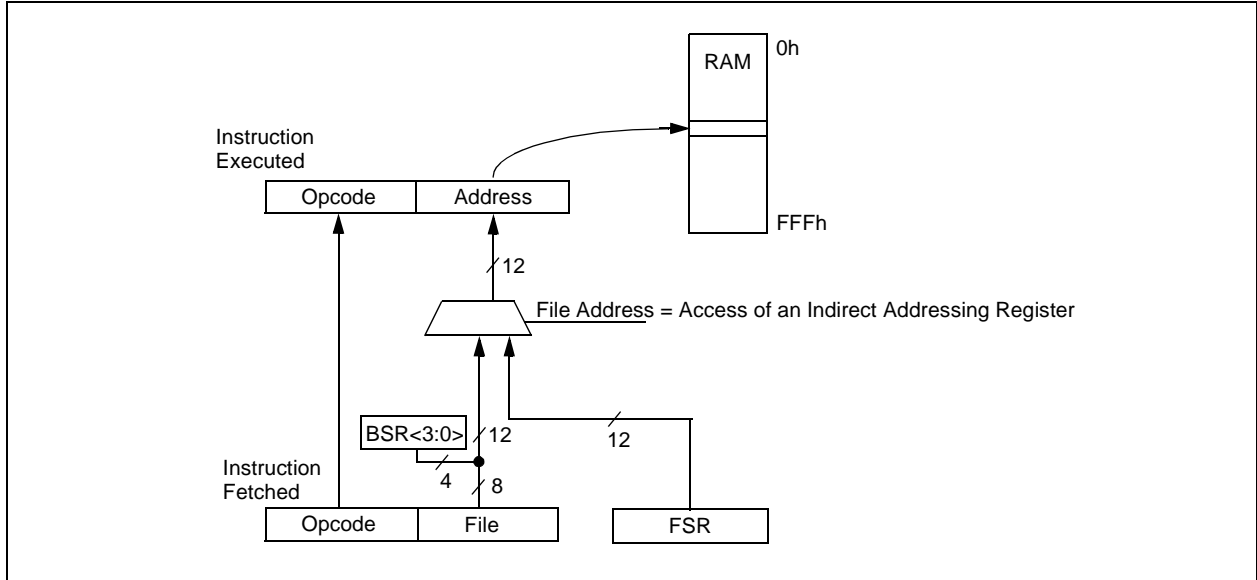 RAM
0h
Instruction
Executed
Opcode
Address
FFFh
12
File Address = Access of an Indirect Addressing Register
BSR<3:0>
12
12
Instruction
Fetched
4
8
Opcode
File
FSR